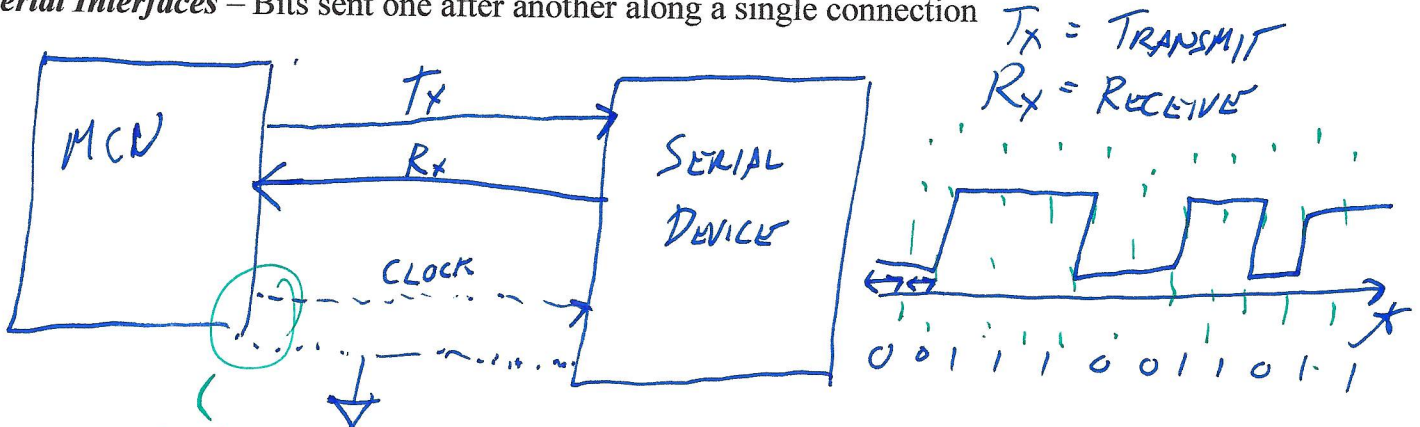 erial Interfaces – Bits sent one after another along a single connection
Tx = TRANSMIT
Rx = RECEIVE
MCU
Tx
Rx
CLOCK
SERIAL
DEVICE
t
0 0 1 1 1 0 0 1 1 0 1 1